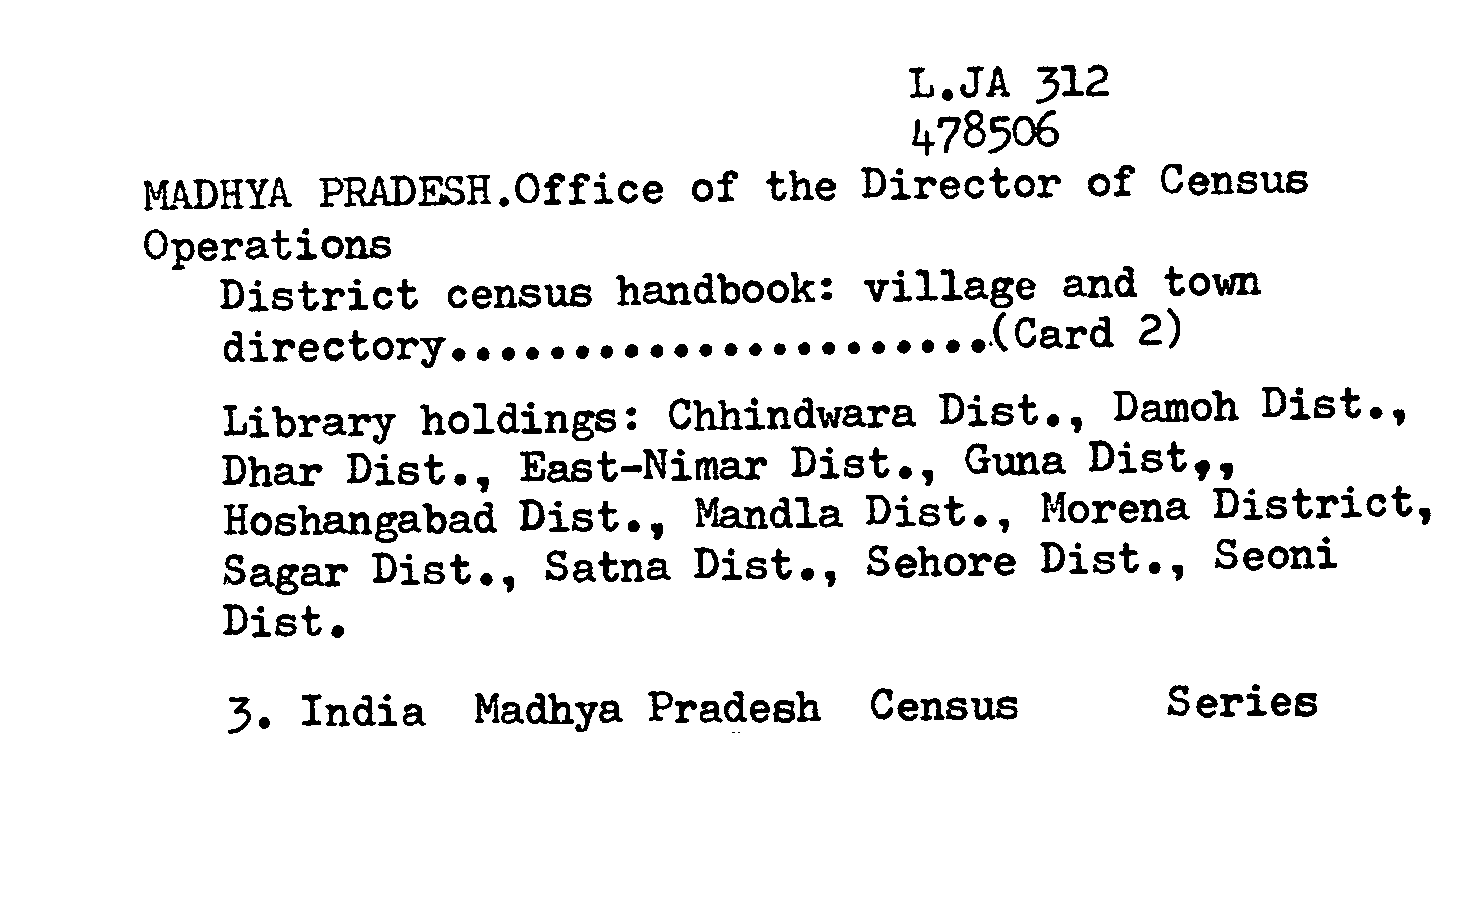 L.JA 312
478506
MADHYA PRADESH.Office of the Director of Census
Operations
District census handbook: village and town
directory......................(Card 2)
Library holdings: Chhindwara Dist., Damoh Dist.,
Dhar Dist., East-Nimar Dist., Guna Dist,,
Hoshangabad Dist., Mandla Dist., Morena District,
Sagar Dist., Satna Dist., Sehore Dist., Seoni
Dist.
3. India  Madhya Pradesh  Census      Series